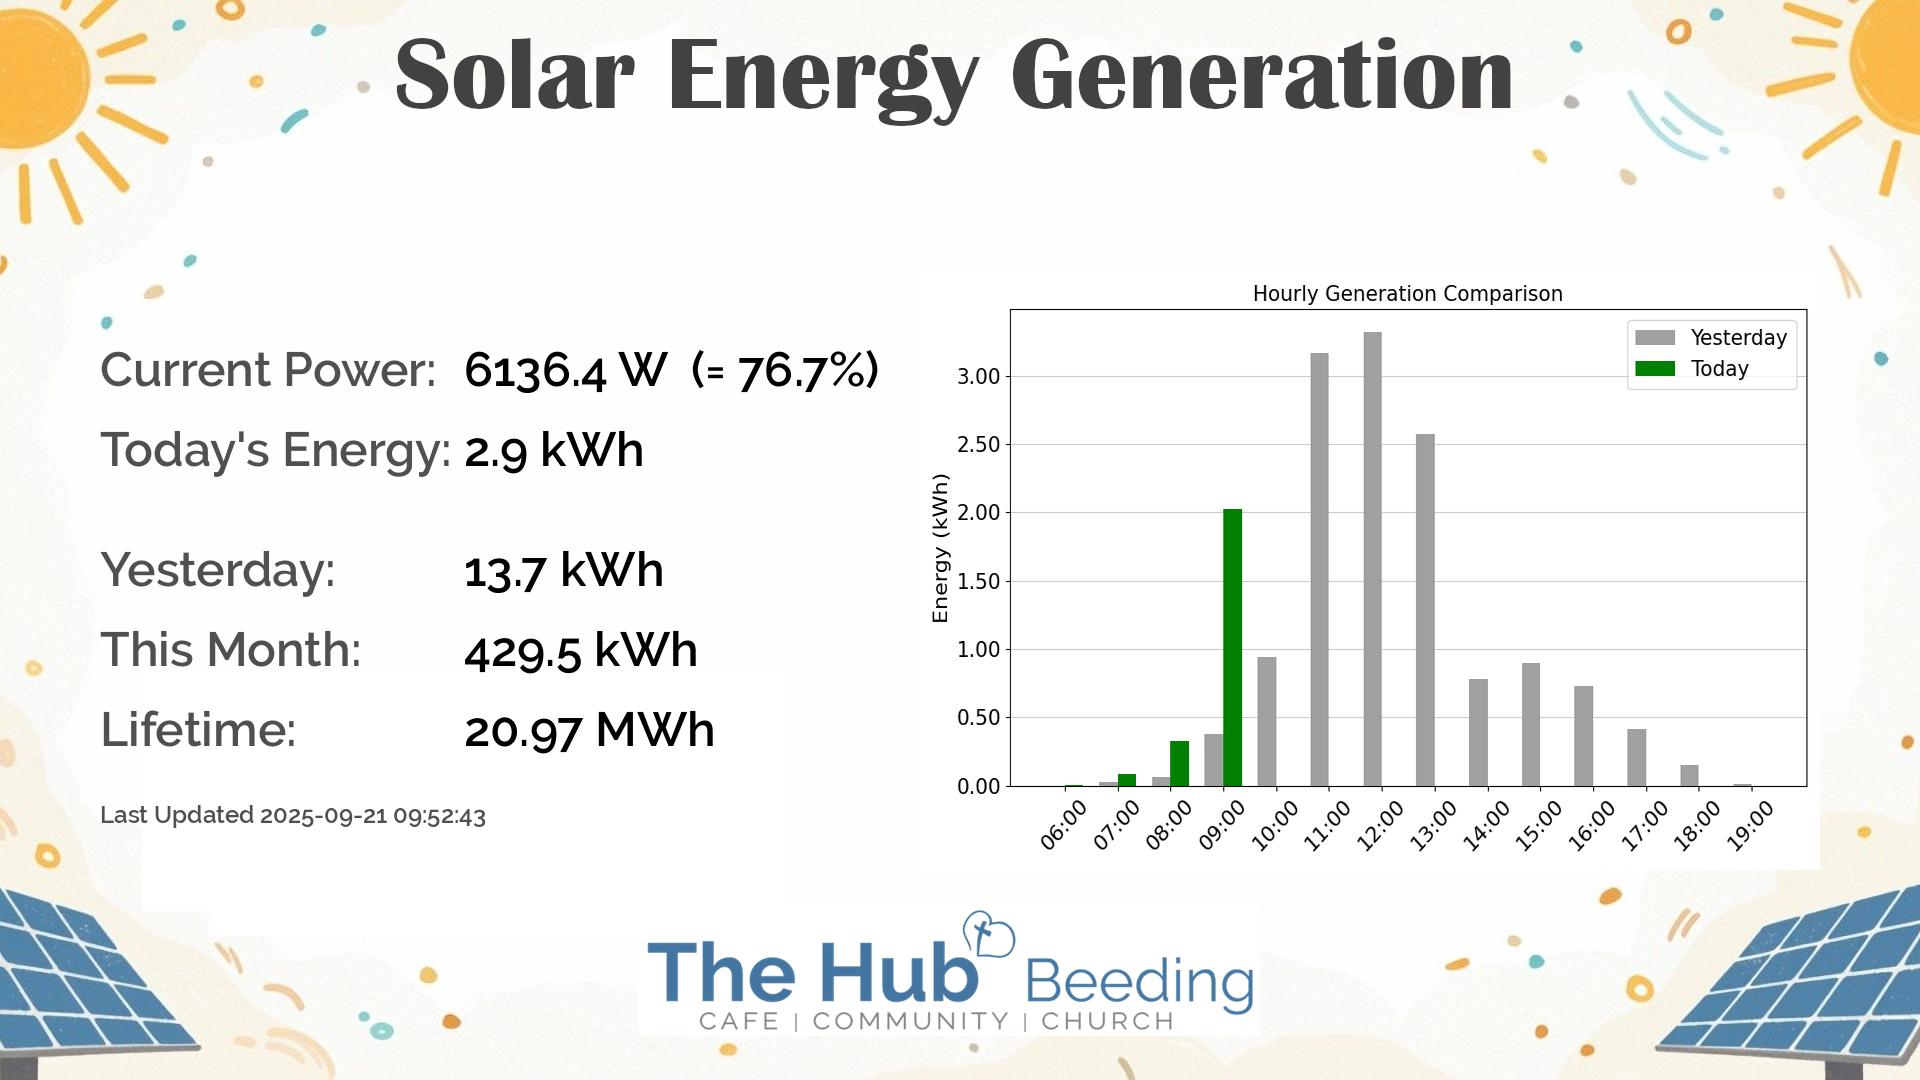 Solar Energy Generation
Current Power: 6136.4 W (= 76.7%)
Today's Energy: 2.9 kWh
Yesterday: 13.7 kWh
This Month: 429.5 kWh
Lifetime: 20.97 MWh
Last Updated 2025-09-21 09:52:43
Hourly Generation Comparison
Yesterday
Today
Energy (kWh)
3.00
2.50
2.00
1.50
1.00
0.50
0.00
06:00 07:00 08:00 09:00 10:00 11:00 12:00 13:00 14:00 15:00 16:00 17:00 18:00 19:00
The Hub Beeding
CAFE | COMMUNITY | CHURCH